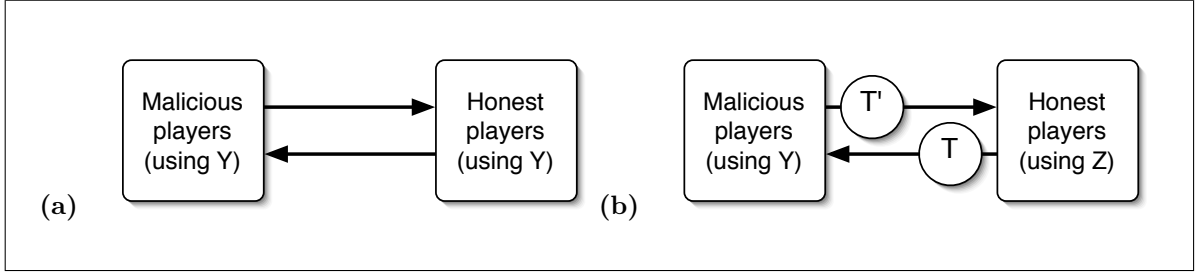 Malicious
players
(using Y)
Honest
players
(using Y)
(a)
Malicious
players
(using Y)
T'
T
Honest
players
(using Z)
(b)